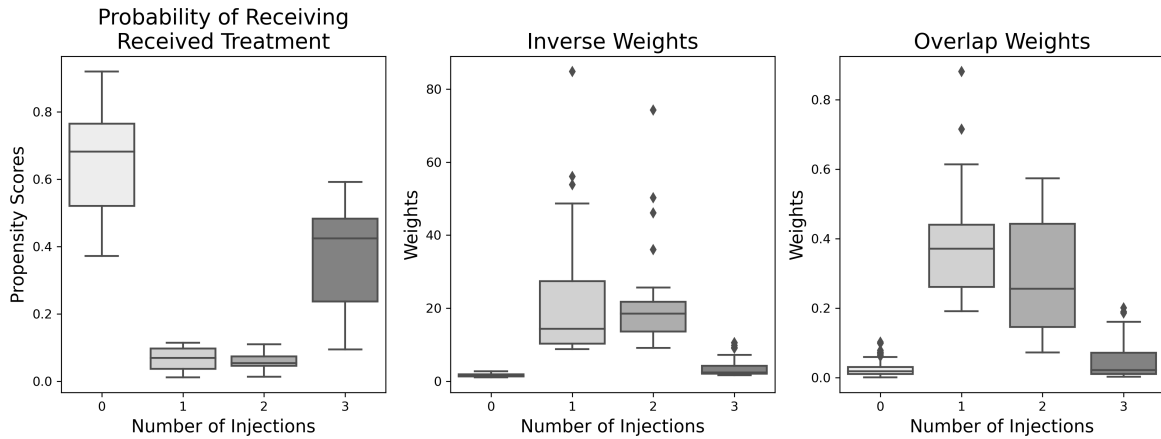 Probability of Receiving
Received Treatment
Propensity Scores
0.8
0.6
0.4
0.2
0.0
0 1 2 3
Number of Injections
Inverse Weights
Weights
80
60
40
20
0
0 1 2 3
Number of Injections
Overlap Weights
Weights
0.8
0.6
0.4
0.2
0.0
0 1 2 3
Number of Injections